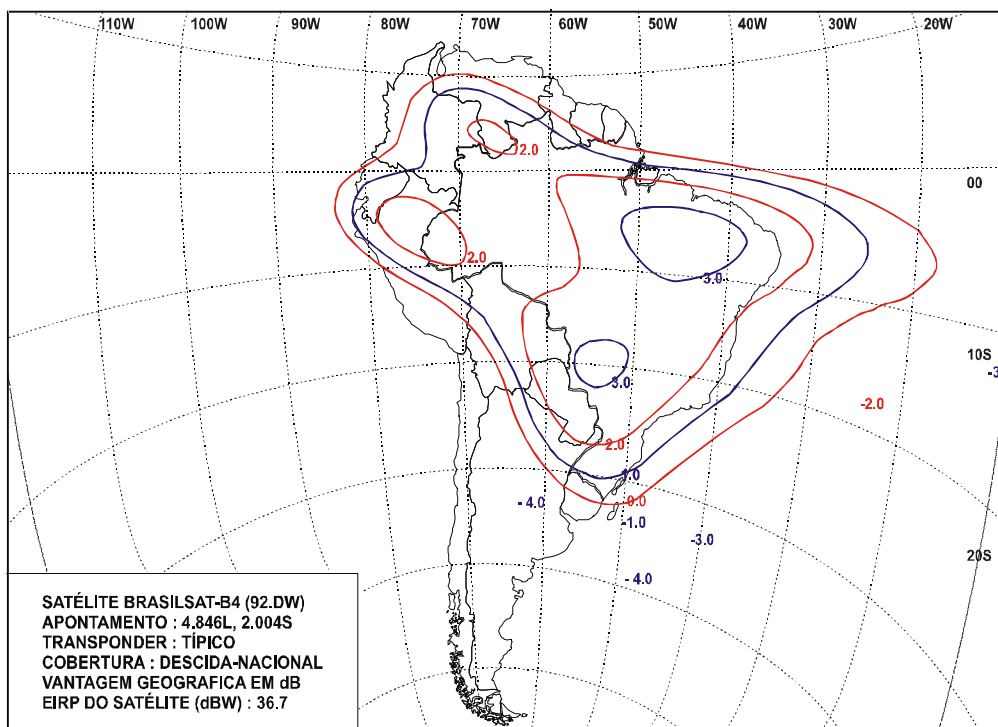 110W 100W 90W 80W 70W 60W 50W 40W 30W 20W
2.0
00
2.0
3.0
10S
-3
3.0
-2.0
2.0
1.0
- 4.0
0.0
-1.0
-3.0
20S
- 4.0
SATÉLITE BRASILSAT-B4 (92.DW)
APONTAMENTO : 4.846L, 2.004S
TRANSPONDER : TÍPICO
COBERTURA : DESCIDA-NACIONAL
VANTAGEM GEOGRAFICA EM dB
EIRP DO SATÉLITE (dBW) : 36.7